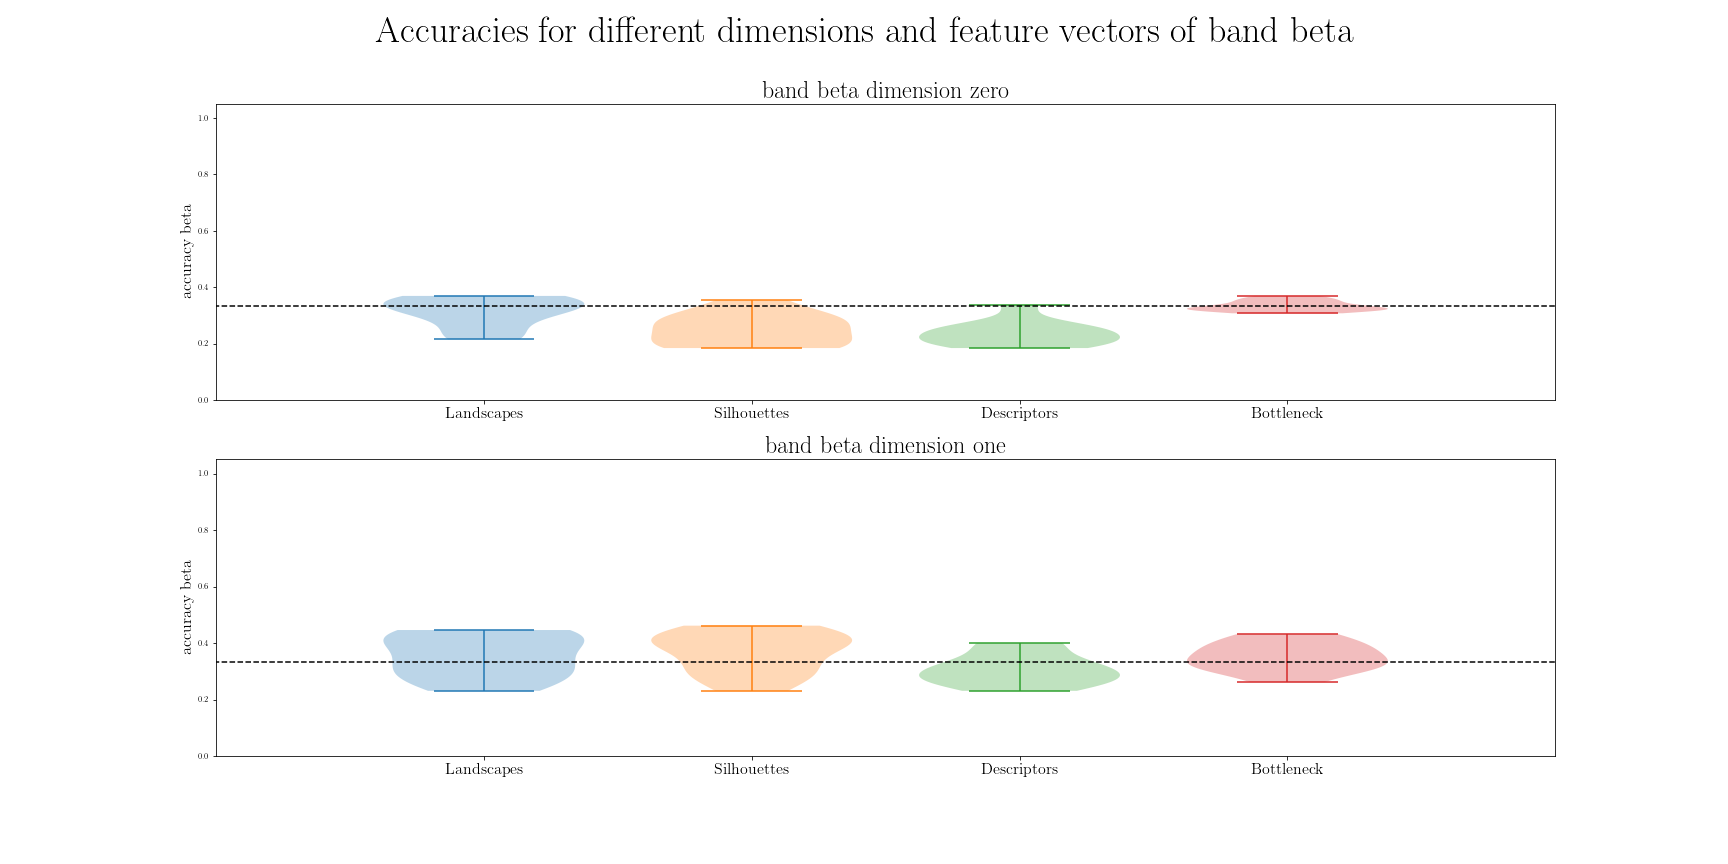 Accuracies for different dimensions and feature vectors of band beta
band beta dimension zero
1.0
0.8
0.6
0.4
0.2
0.0
accuracy beta
Landscapes Silhouettes Descriptors Bottleneck
band beta dimension one
1.0
0.8
0.6
0.4
0.2
0.0
accuracy beta
Landscapes Silhouettes Descriptors Bottleneck